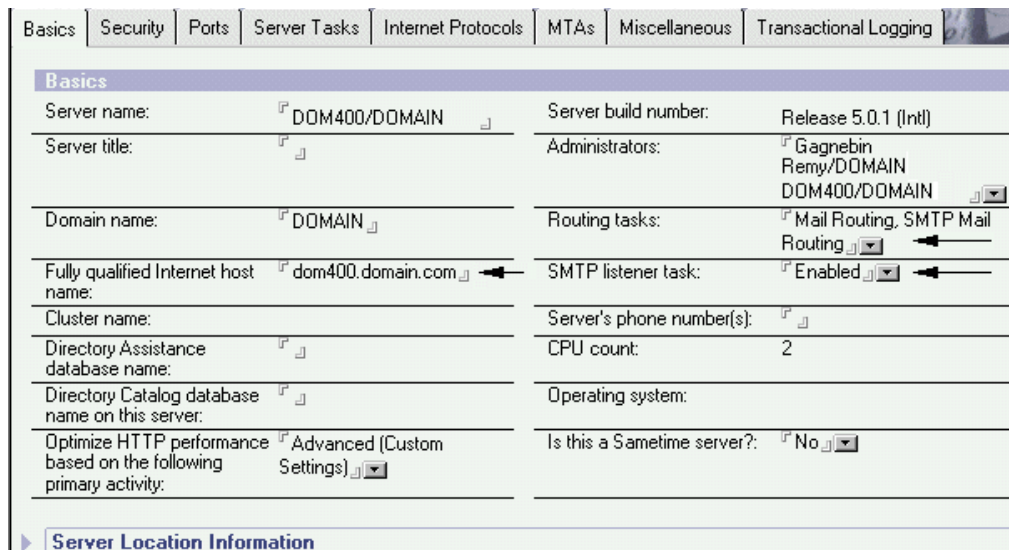 Basics Security Ports Server Tasks Internet Protocols MTAs Miscellaneous Transactional Logging
Basics
Server name: DOM400/DOMAIN
Server build number: Release 5.0.1 (Intl)
Server title:
Administrators: Gagnebin
Remy/DOMAIN
DOM400/DOMAIN
Domain name: DOMAIN
Routing tasks: Mail Routing, SMTP Mail
Routing
Fully qualified Internet host
name: dom400.domain.com
SMTP listener task: Enabled
Cluster name:
Server's phone number(s):
Directory Assistance
database name:
CPU count: 2
Directory Catalog database
name on this server:
Operating system:
Optimize HTTP performance
based on the following
primary activity:
Advanced (Custom
Settings)
Is this a Sametime server?: No
Server Location Information